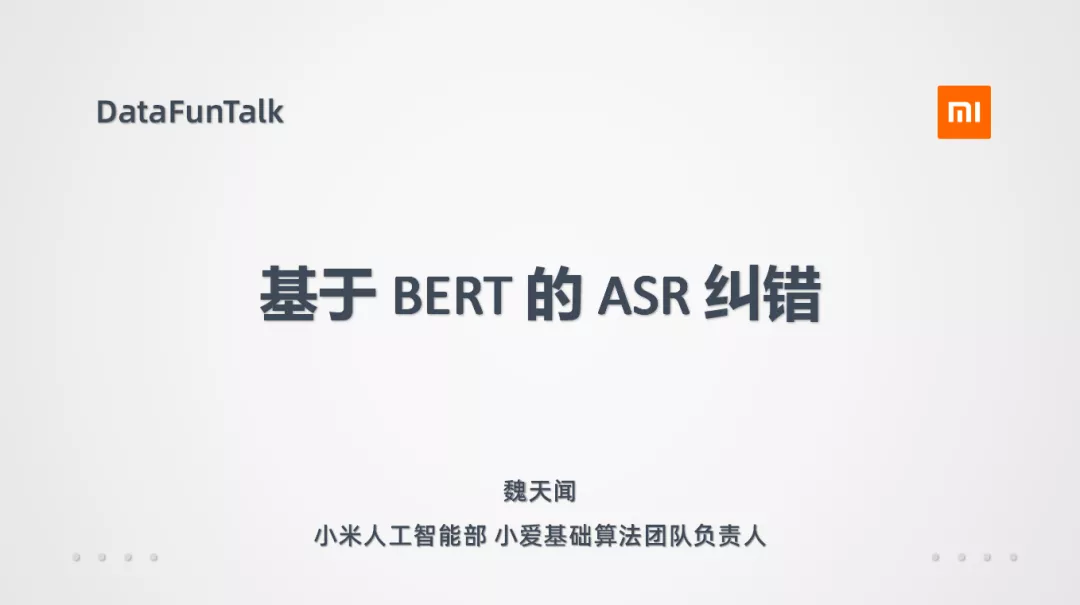 DataFunTalk
mi
基于 BERT 的 ASR 纠错
魏天闻
小米人工智能部 小爱基础算法团队负责人